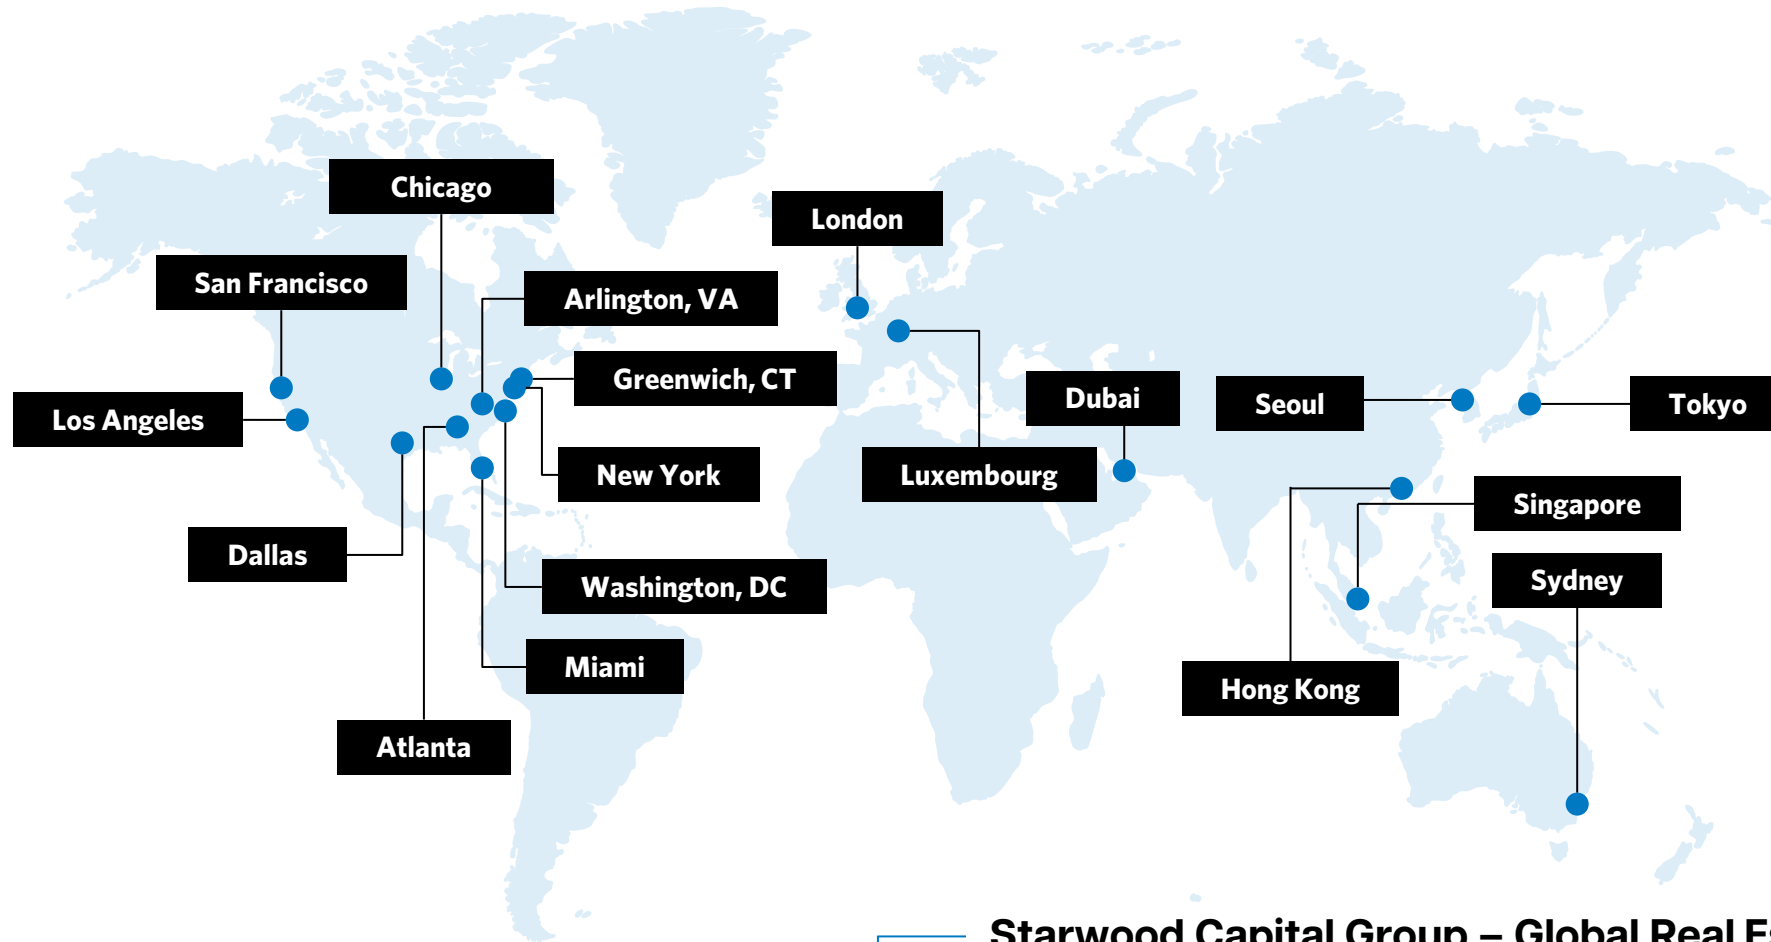 Chicago
London
San Francisco
Arlington, VA
Greenwich, CT
Dubai
Seoul
Tokyo
Los Angeles
New York
Luxembourg
Singapore
Dallas
Washington, DC
Sydney
Miami
Hong Kong
Atlanta
Starwood Capital Group – Global Real Es